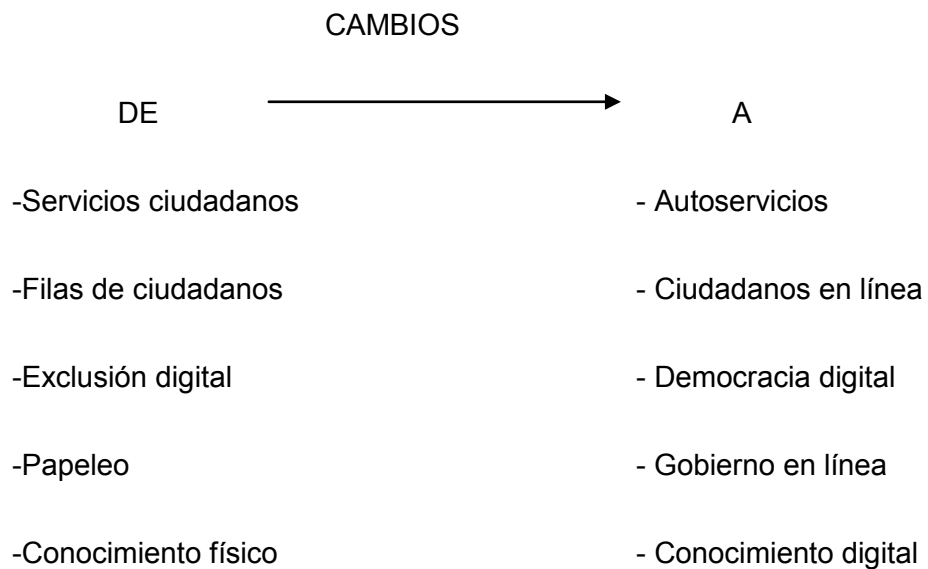 CAMBIOS
DE A
-Servicios ciudadanos - Autoservicios
-Filas de ciudadanos - Ciudadanos en línea
-Exclusión digital - Democracia digital
-Papeleo - Gobierno en línea
-Conocimiento físico - Conocimiento digital